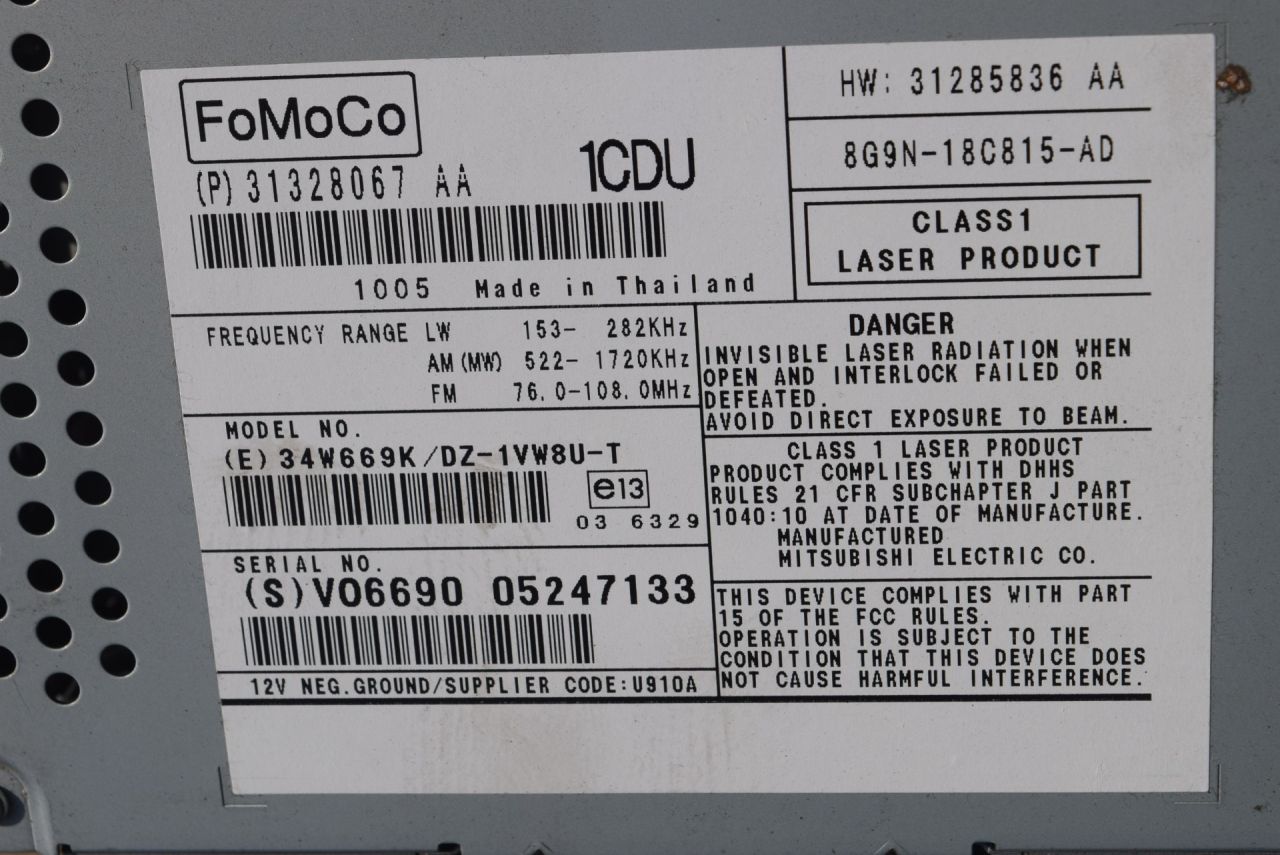 FoMoCo
(P) 31328067 AA
1CDU
1005 Made in Thailand
HW: 31285836 AA
8G9N-18C815-AD
CLASS1
LASER PRODUCT
FREQUENCY RANGE LW 153- 282KHz
AM (MW) 522- 1720KHz
FM 76.0-108.0MHz
MODEL NO.
(E) 34W669K/DZ-1VW8U-T
e13
03 6329
SERIAL NO.
(S)V06690 05247133
12V NEG.GROUND/SUPPLIER CODE:U910A
DANGER
INVISIBLE LASER RADIATION WHEN
OPEN AND INTERLOCK FAILED OR
DEFEATED.
AVOID DIRECT EXPOSURE TO BEAM.
CLASS 1 LASER PRODUCT
PRODUCT COMPLIES WITH DHHS
RULES 21 CFR SUBCHAPTER J PART
1040:10 AT DATE OF MANUFACTURE.
MANUFACTURED
MITSUBISHI ELECTRIC CO.
THIS DEVICE COMPLIES WITH PART
15 OF THE FCC RULES.
OPERATION IS SUBJECT TO THE
CONDITION THAT THIS DEVICE DOES
NOT CAUSE HARMFUL INTERFERENCE.